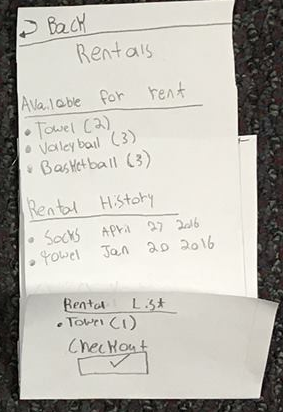 Back
Rentals
Available for rent
• Towel (2)
• Valleyball (3)
• Basketball (3)
Rental History
• Socks April 27 2016
• Towel Jan 20 2016
Rental List
• Towel (1)
Checkout